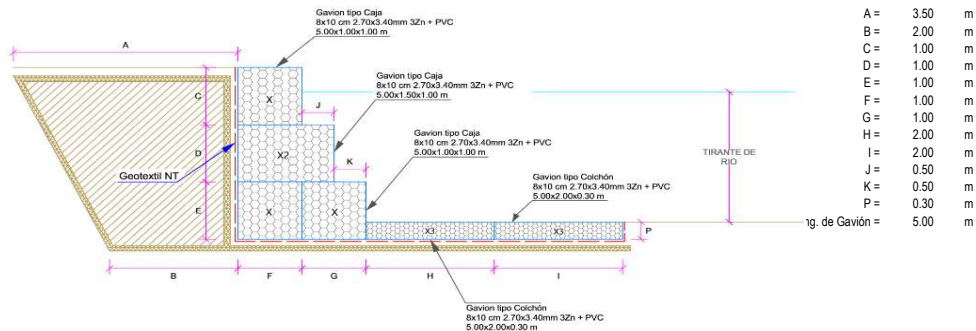 Gavion tipo Caja
8x10 cm 2.70x3.40mm 3Zn + PVC
5.00x1.00x1.00 m
A
Gavion tipo Caja
8x10 cm 2.70x3.40mm 3Zn + PVC
5.00x1.50x1.00 m
C
X
J
Gavion tipo Caja
8x10 cm 2.70x3.40mm 3Zn + PVC
5.00x1.00x1.00 m
D
X2
K
TIRANTE DE
RIO
Geotextil NT
Gavion tipo Colchón
8x10 cm 2.70x3.40mm 3Zn + PVC
5.00x2.00x0.30 m
E
X
X
X3
X3
P
B
F
G
H
I
Gavion tipo Colchón
8x10 cm 2.70x3.40mm 3Zn + PVC
5.00x2.00x0.30 m
A = 3.50 m
B = 2.00 m
C = 1.00 m
D = 1.00 m
E = 1.00 m
F = 1.00 m
G = 1.00 m
H = 2.00 m
I = 2.00 m
J = 0.50 m
K = 0.50 m
P = 0.30 m
ng. de Gavión = 5.00 m